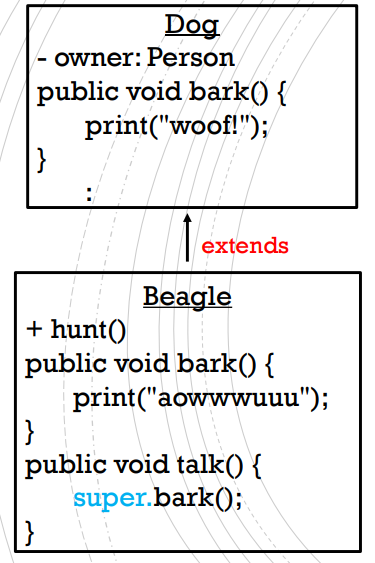 Dog
- owner: Person
public void bark() {
print("woof!");
}
:
extends
Beagle
+ hunt()
public void bark() {
print("aowwwuuu");
}
public void talk() {
super.bark();
}